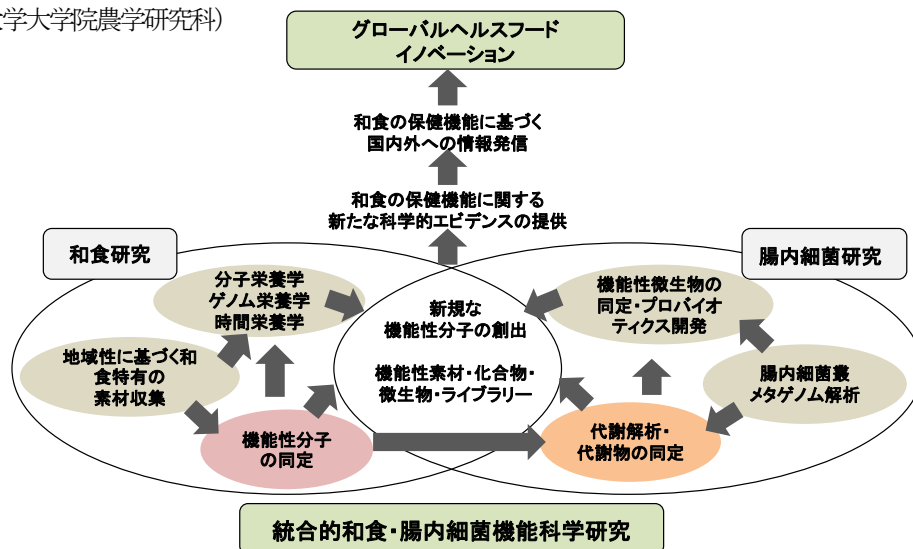 学大学院農学研究科)
グローバルヘルスフード
イノベーション
和食の保健機能に基づく
国内外への情報発信
和食の保健機能に関する
新たな科学的エビデンスの提供
和食研究
腸内細菌研究
分子栄養学
ゲノム栄養学
時間栄養学
機能性微生物の
同定・プロバイオ
ティクス開発
新規な
機能性分子の創出
地域性に基づく和
食特有の
素材収集
機能性素材・化合物・
微生物・ライブラリー
腸内細菌叢
メタゲノム解析
機能性分子
の同定
代謝解析・
代謝物の同定
統合的和食・腸内細菌機能科学研究